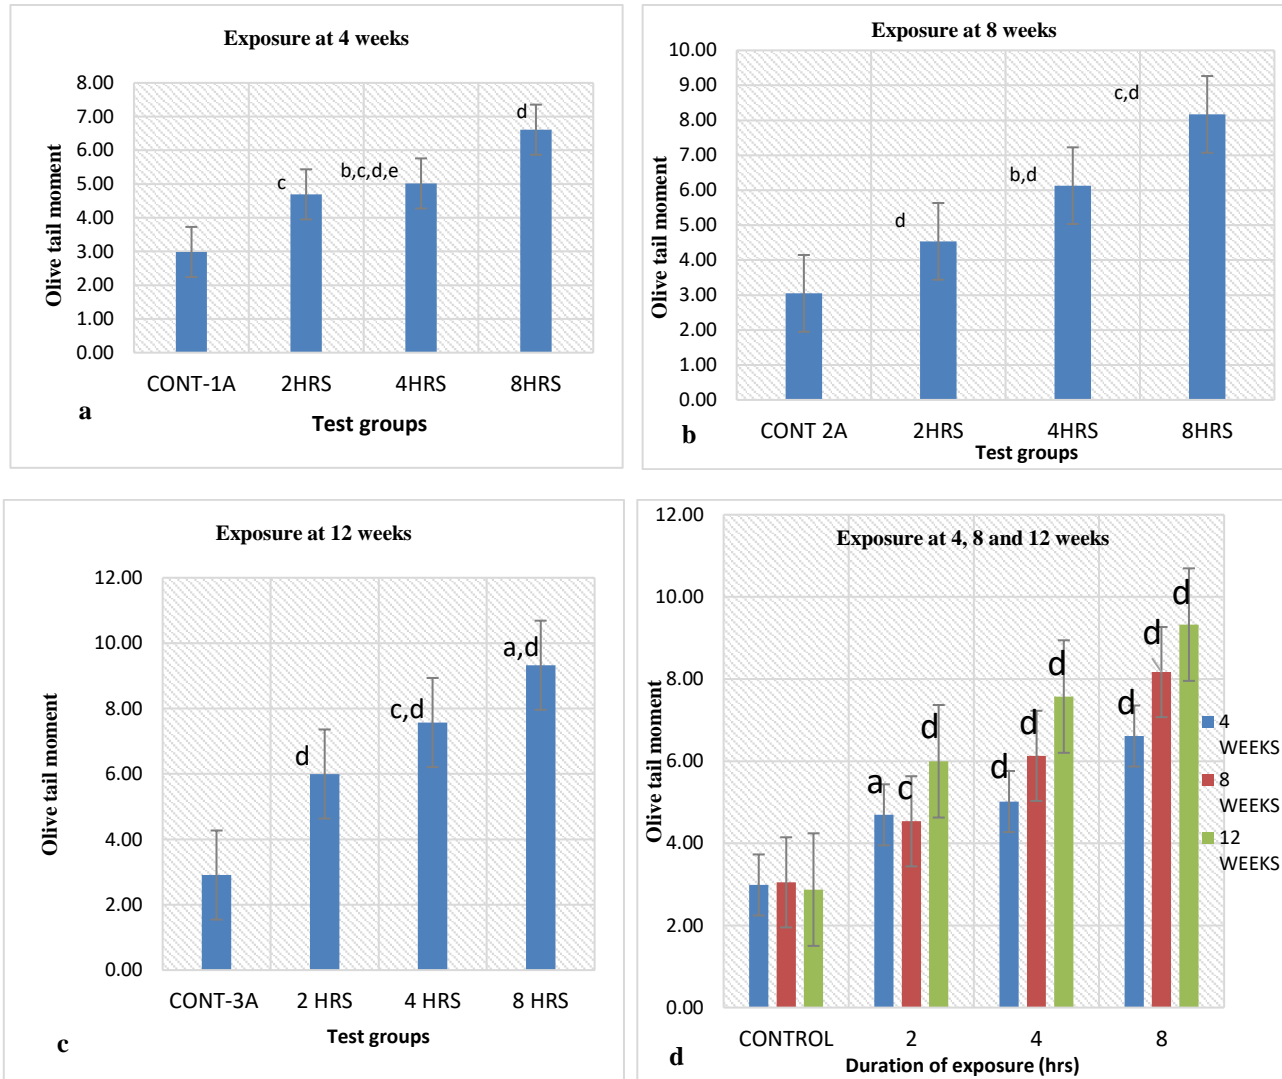 Exposure at 4 weeks
Olive tail moment
8.00
7.00
6.00
5.00
4.00
3.00
2.00
1.00
0.00
c
b,c,d,e
d
CONT-1A 2HRS 4HRS 8HRS
Test groups
a
Exposure at 8 weeks
Olive tail moment
10.00
9.00
8.00
7.00
6.00
5.00
4.00
3.00
2.00
1.00
0.00
d
b,d
c,d
CONT 2A 2HRS 4HRS 8HRS
Test groups
b
Exposure at 12 weeks
Olive tail moment
12.00
10.00
8.00
6.00
4.00
2.00
0.00
d
c,d
a,d
CONT-3A 2 HRS 4 HRS 8 HRS
Test groups
c
Exposure at 4, 8 and 12 weeks
Olive tail moment
12.00
10.00
8.00
6.00
4.00
2.00
0.00
a
c
d
d
d
d
d
d
d
4
WEEKS
8
WEEKS
12
WEEKS
CONTROL 2 4 8
Duration of exposure (hrs)
d